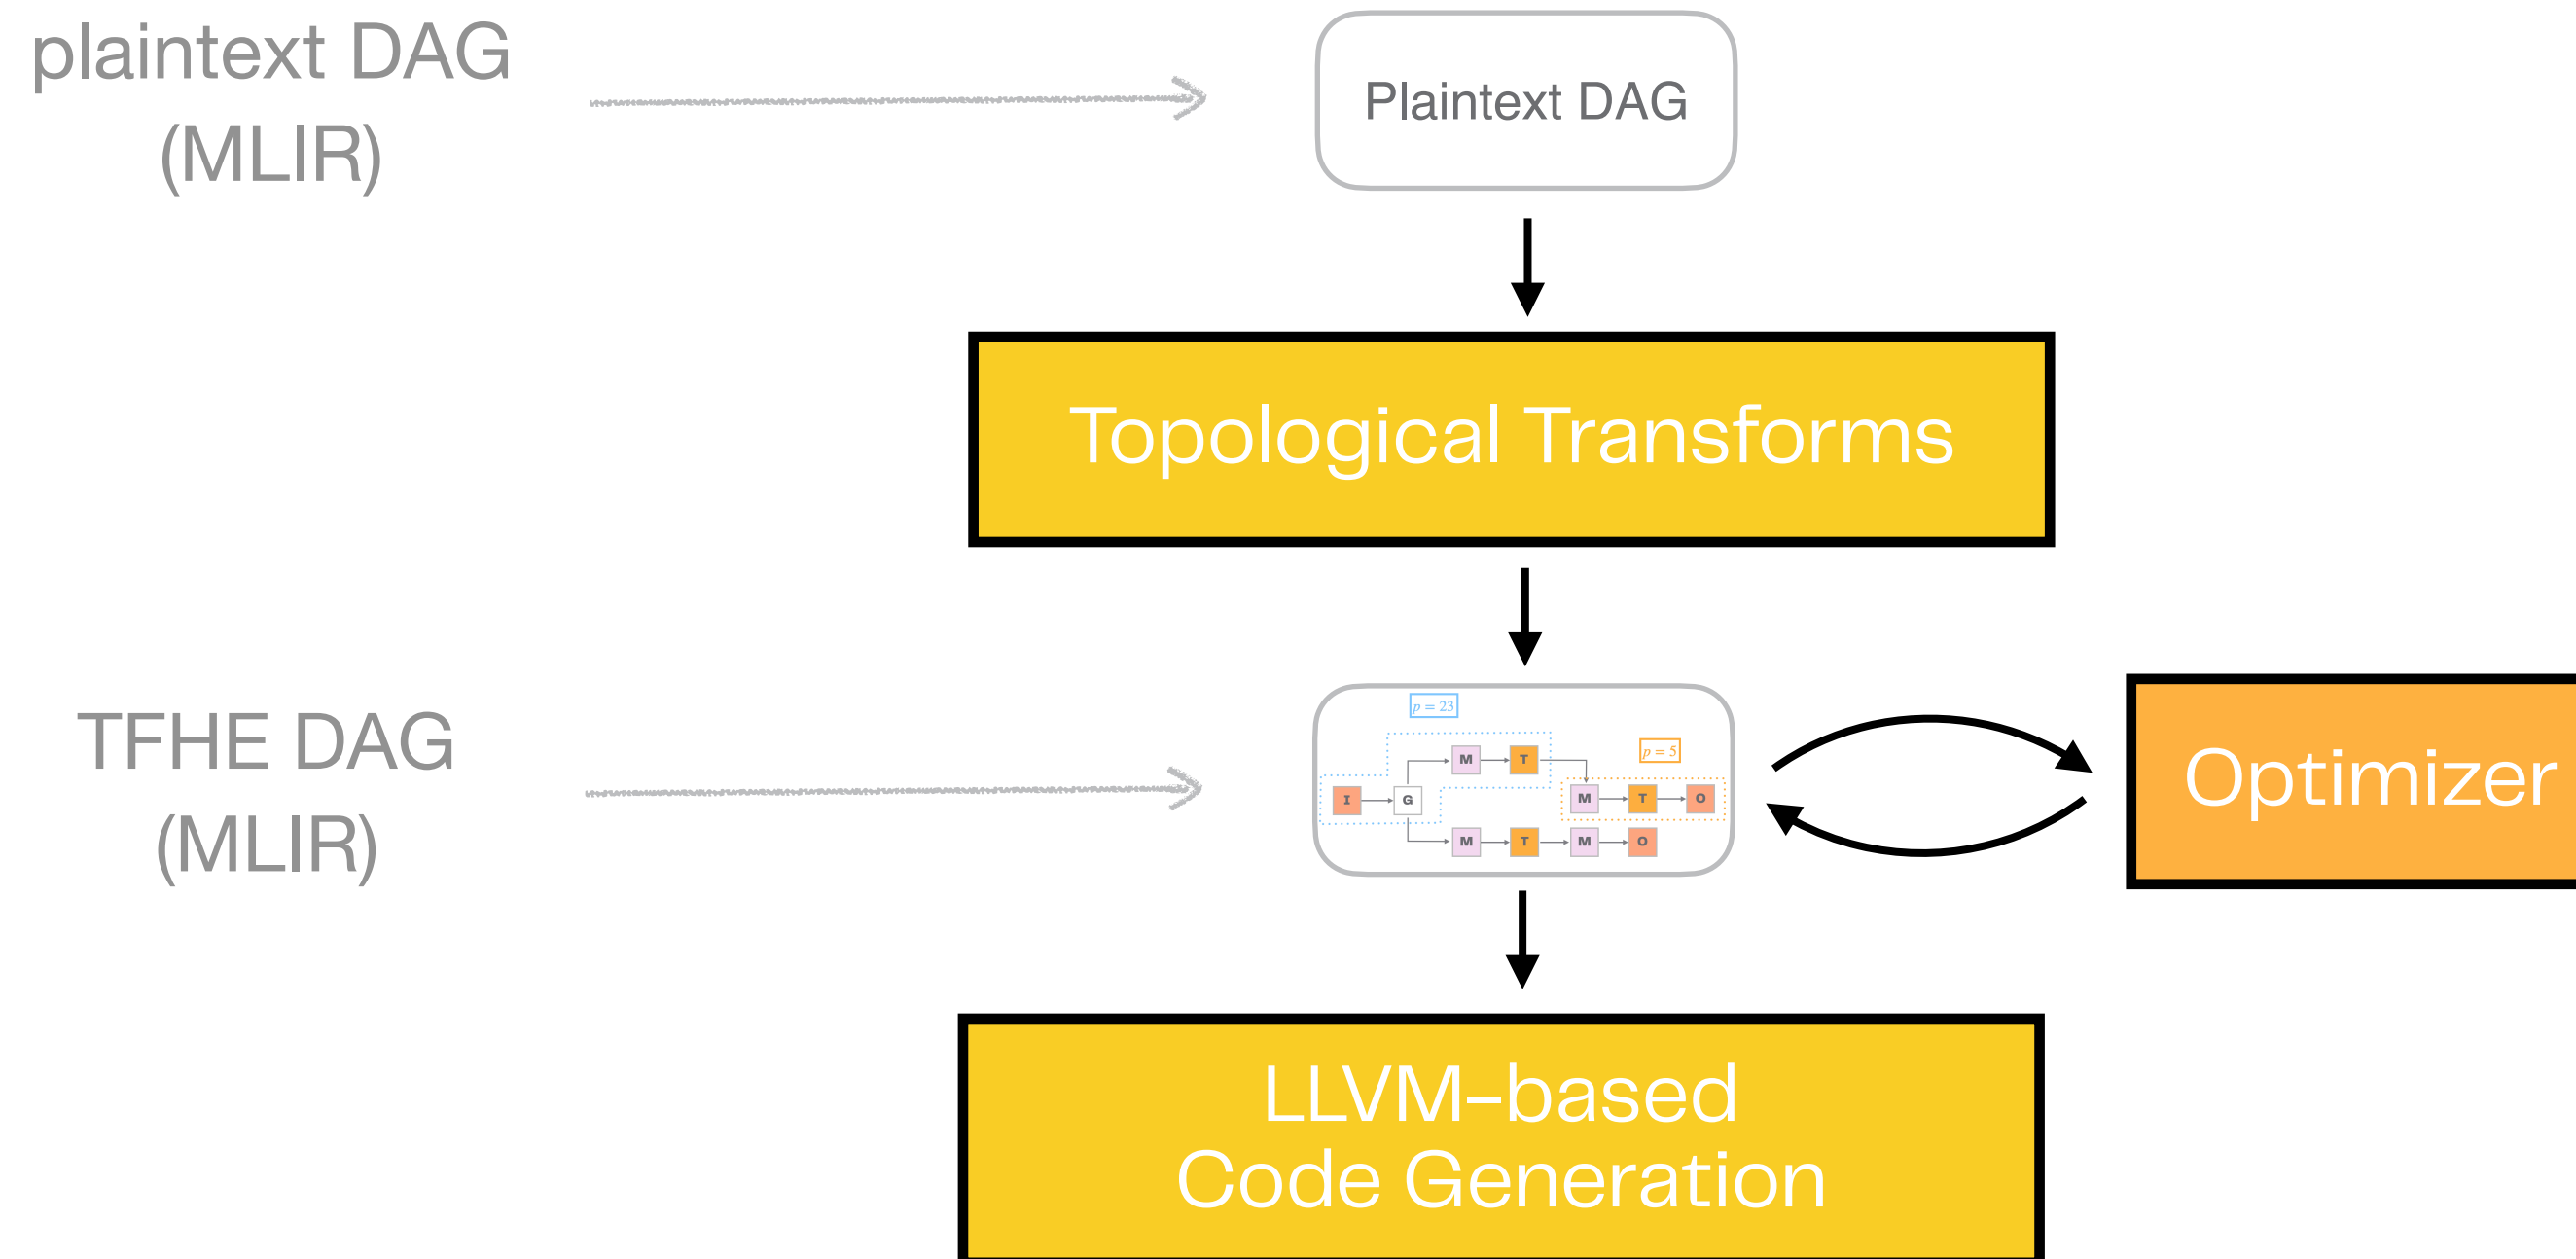 plaintext DAG
(MLIR)
Plaintext DAG
Topological Transforms
TFHE DAG
(MLIR)
p = 23
M T
p = 5
I G
M T O
M T M O
Optimizer
LLVM-based
Code Generation